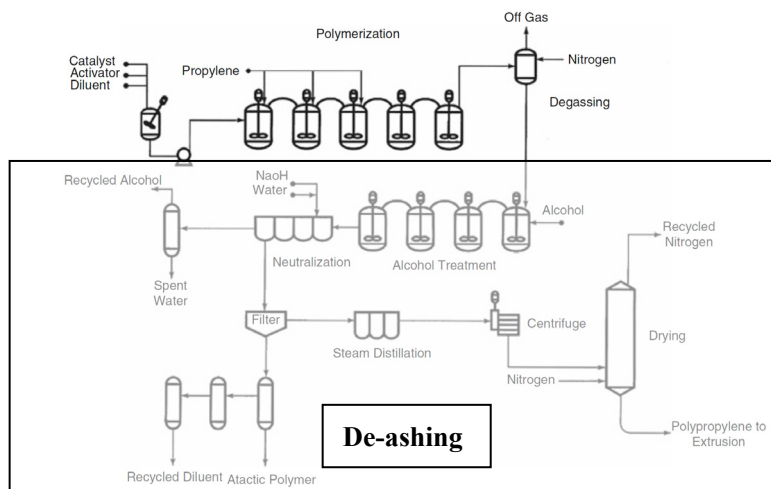 Off Gas
Polymerization
Catalyst
Activator
Diluent
Propylene
Nitrogen
Degassing
Recycled Alcohol
NaoH
Water
Alcohol
Recycled
Nitrogen
Neutralization
Alcohol Treatment
Spent
Water
Filter
Centrifuge
Steam Distillation
Drying
Nitrogen
De-ashing
Polypropylene to
Extrusion
Recycled Diluent
Atactic Polymer